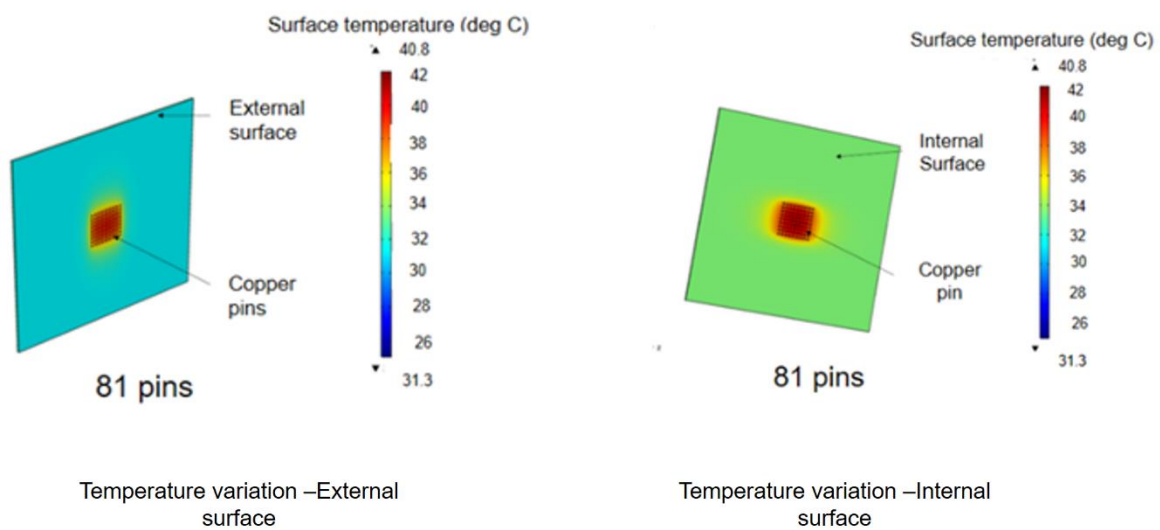 Surface temperature (deg C)
40.8
42
40
38
36
34
32
30
28
26
31.3
External
surface
Copper
pins
81 pins
Temperature variation –External
surface
Surface temperature (deg C)
40.8
42
40
38
36
34
32
30
28
26
31.3
Internal
Surface
Copper
pin
81 pins
Temperature variation –Internal
surface